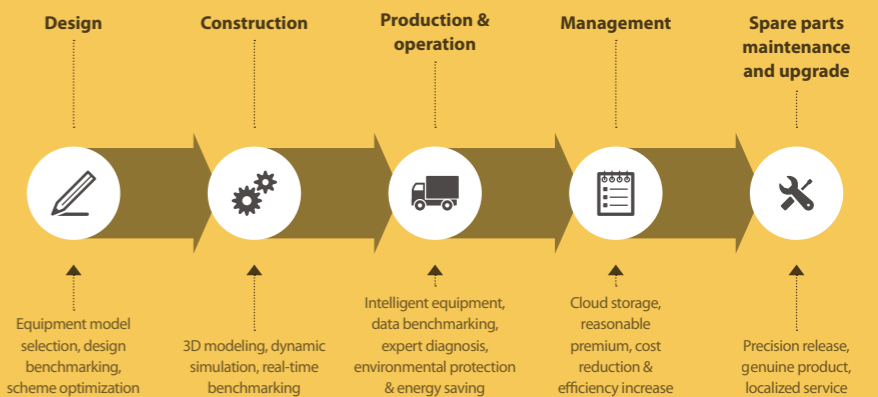 Design
Construction
Production &
operation
Management
Spare parts
maintenance
and upgrade
Equipment model
selection, design
benchmarking,
scheme optimization
3D modeling, dynamic
simulation, real-time
benchmarking
Intelligent equipment,
data benchmarking,
expert diagnosis,
environmental protection
& energy saving
Cloud storage,
reasonable
premium, cost
reduction &
efficiency increase
Precision release,
genuine product,
localized service